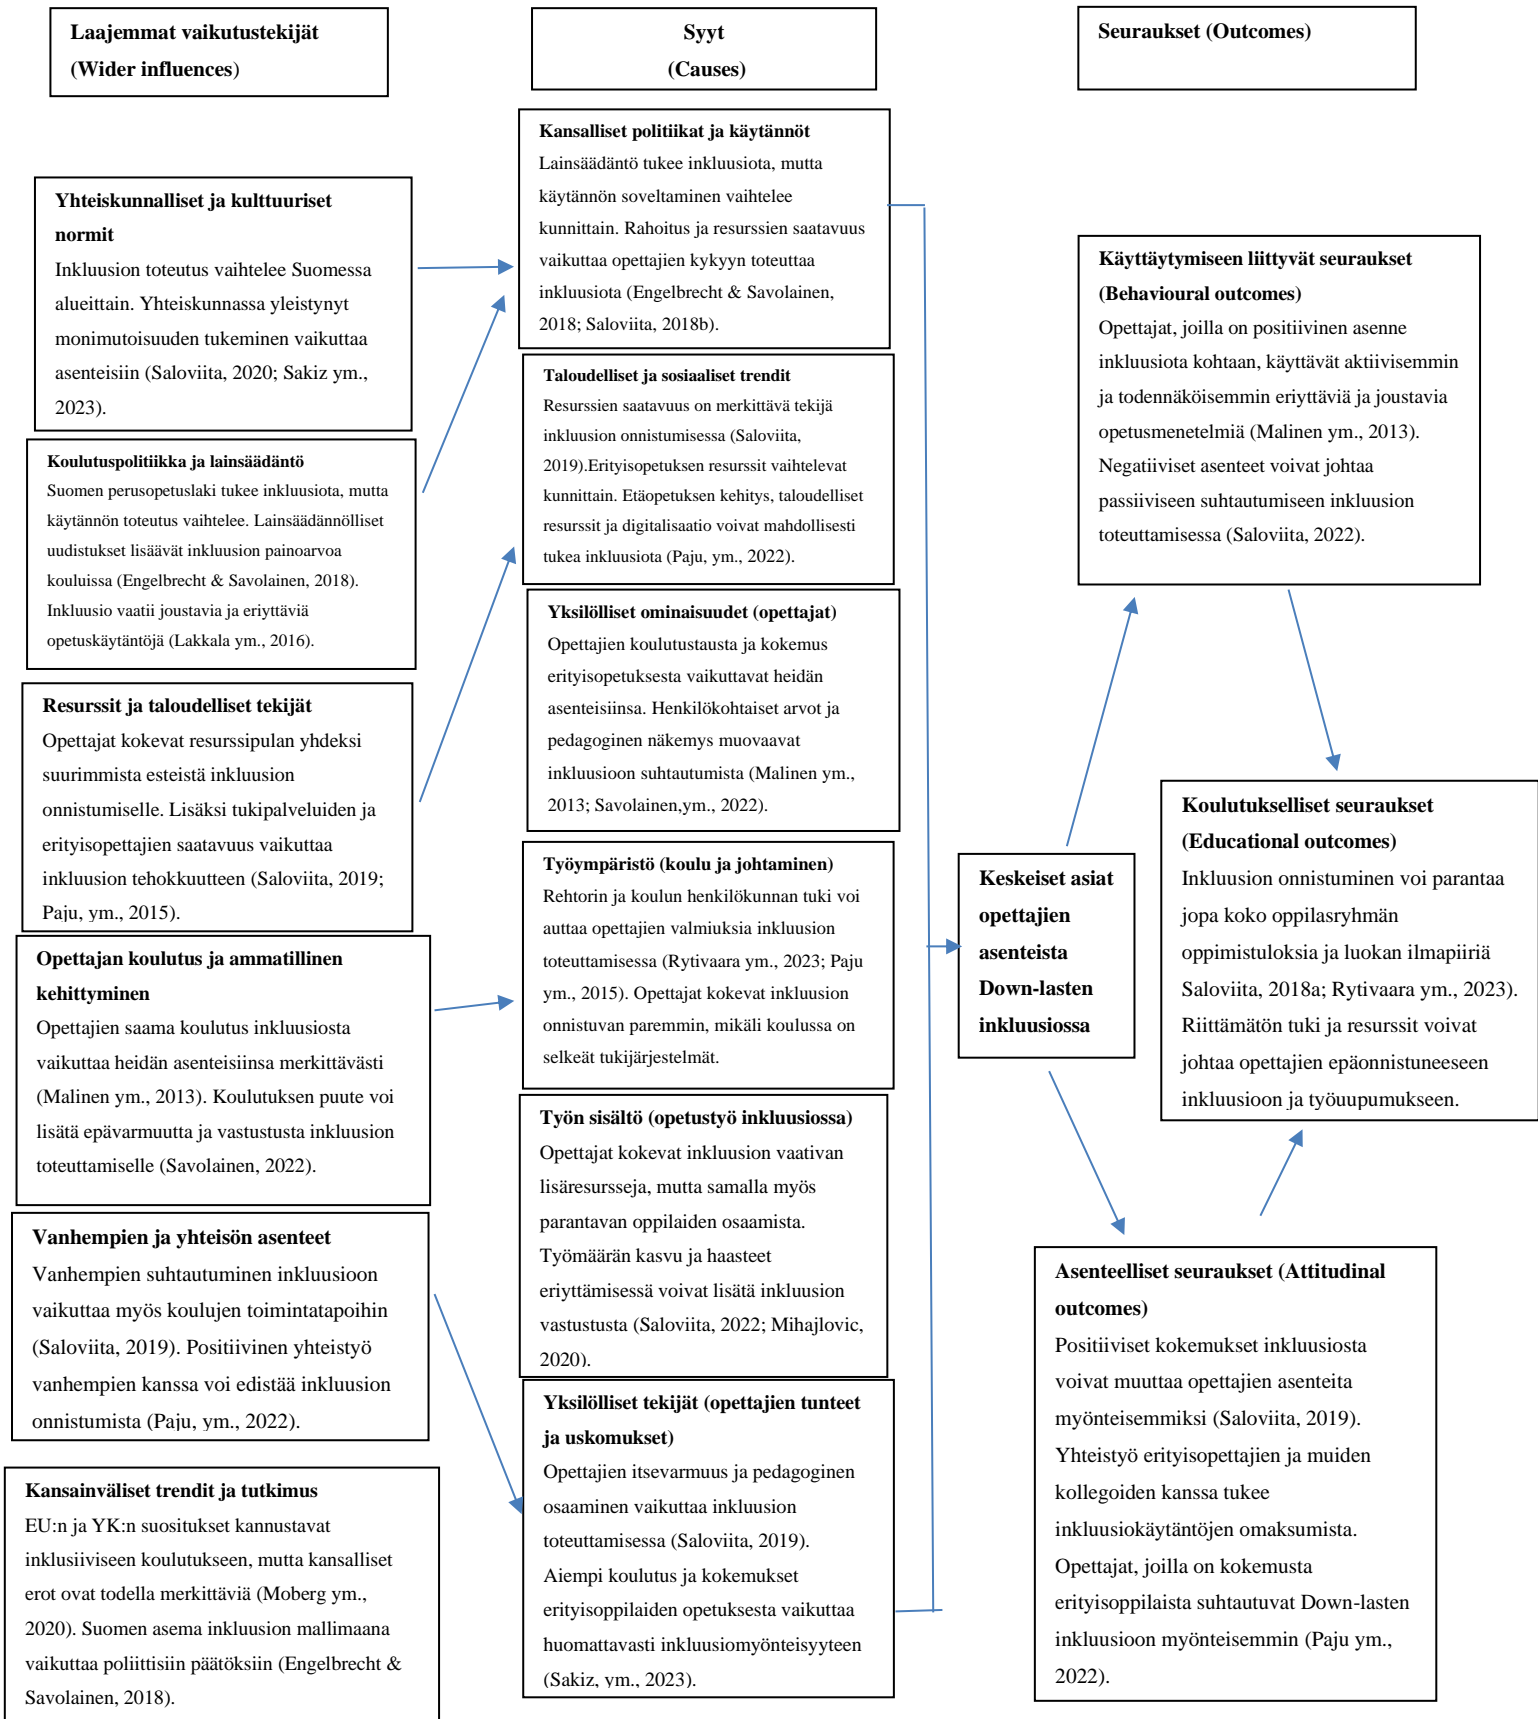 Laajemmat vaikutustekijät
(Wider influences)
Syyt
(Causes)
Seuraukset (Outcomes)
Yhteiskunnalliset ja kulttuuriset
normit
Inkluusion toteutus vaihtelee Suomessa
alueittain. Yhteiskunnassa yleistynyt
monimutoisuuden tukeminen vaikuttaa
asenteisiin (Saloviita, 2020; Sakiz ym.,
2023).
Koulutuspolitiikka ja lainsäädäntö
Suomen perusopetuslaki tukee inkluusiota, mutta
käytännön toteutus vaihtelee. Lainsäädännölliset
uudistukset lisäävät inkluusion painoarvoa
kouluissa (Engelbrecht & Savolainen, 2018).
Inkluusio vaatii joustavia ja eriyttäviä
opetuskäytäntöjä (Lakkala ym., 2016).
Resurssit ja taloudelliset tekijät
Opettajat kokevat resurssipulan yhdeksi
suurimmista esteistä inkluusion
onnistumiselle. Lisäksi tukipalveluiden ja
erityisopettajien saatavuus vaikuttaa
inkluusion tehokkuutteen (Saloviita, 2019;
Paju, ym., 2015).
Opettajan koulutus ja ammatillinen
kehittyminen
Opettajien saama koulutus inkluusiosta
vaikuttaa heidän asenteisiinsa merkittävästi
(Malinen ym., 2013). Koulutuksen puute voi
lisätä epävarmuutta ja vastustusta inkluusion
toteuttamiselle (Savolainen, 2022).
Vanhempien ja yhteisön asenteet
Vanhempien suhtautuminen inkluusioon
vaikuttaa myös koulujen toimintatapoihin
(Saloviita, 2019). Positiivinen yhteistyö
vanhempien kanssa voi edistää inkluusion
onnistumista (Paju, ym., 2022).
Kansainväliset trendit ja tutkimus
EU:n ja YK:n suositukset kannustavat
inklusiiviseen koulutukseen, mutta kansalliset
erot ovat todella merkittäviä (Moberg ym.,
2020). Suomen asema inkluusion mallimaana
vaikuttaa poliittisiin päätöksiin (Engelbrecht &
Savolainen, 2018).
Kansalliset politiikat ja käytännöt
Lainsäädäntö tukee inkluusiota, mutta
käytännön soveltaminen vaihtelee
kunnittain. Rahoitus ja resurssien saatavuus
vaikuttaa opettajien kykyyn toteuttaa
inkluusiota (Engelbrecht & Savolainen,
2018; Saloviita, 2018b).
Taloudelliset ja sosiaaliset trendit
Resurssien saatavuus on merkittävä tekijä
inkluusion onnistumisessa (Saloviita,
2019).Erityisopetuksen resurssit vaihtelevat
kunnittain. Etäopetuksen kehitys, taloudelliset
resurssit ja digitalisaatio voivat mahdollisesti
tukea inkluusiota (Paju, ym., 2022).
Yksilölliset ominaisuudet (opettajat)
Opettajien koulutustausta ja kokemus
erityisopetuksesta vaikuttavat heidän
asenteisiinsa. Henkilökohtaiset arvot ja
pedagoginen näkemys muovaavat
inkluusioon suhtautumista (Malinen ym.,
2013; Savolainen,ym., 2022).
Työympäristö (koulu ja johtaminen)
Rehtorin ja koulun henkilökunnan tuki voi
auttaa opettajien valmiuksia inkluusion
toteuttamisessa (Rytivaara ym., 2023; Paju
ym., 2015). Opettajat kokevat inkluusion
onnistuvan paremmin, mikäli koulussa on
selkeät tukijärjestelmät.
Työn sisältö (opetustyö inkluusiossa)
Opettajat kokevat inkluusion vaativan
lisäresursseja, mutta samalla myös
parantavan oppilaiden osaamista.
Työmäärän kasvu ja haasteet
eriyttämisessä voivat lisätä inkluusion
vastustusta (Saloviita, 2022; Mihajlovic,
2020).
Yksilölliset tekijät (opettajien tunteet
ja uskomukset)
Opettajien itsevarmuus ja pedagoginen
osaaminen vaikuttaa inkluusion
toteuttamisessa (Saloviita, 2019).
Aiempi koulutus ja kokemukset
erityisoppilaiden opetuksesta vaikuttaa
huomattavasti inkluusiomyönteisyyteen
(Sakiz, ym., 2023).
Keskeiset asiat
opettajien
asenteista
Down-lasten
inkluusiossa
Käyttäytymiseen liittyvät seuraukset
(Behavioural outcomes)
Opettajat, joilla on positiivinen asenne
inkluusiota kohtaan, käyttävät aktiivisemmin
ja todennäköisemmin eriyttäviä ja joustavia
opetusmenetelmiä (Malinen ym., 2013).
Negatiiviset asenteet voivat johtaa
passiiviseen suhtautumiseen inkluusion
toteuttamisessa (Saloviita, 2022).
Koulutukselliset seuraukset
(Educational outcomes)
Inkluusion onnistuminen voi parantaa
jopa koko oppilasryhmän
oppimistuloksia ja luokan ilmapiiriä
Saloviita, 2018a; Rytivaara ym., 2023).
Riittämätön tuki ja resurssit voivat
johtaa opettajien epäonnistuneeseen
inkluusioon ja työuupumukseen.
Asenteelliset seuraukset (Attitudinal
outcomes)
Positiiviset kokemukset inkluusiosta
voivat muuttaa opettajien asenteita
myönteisemmiksi (Saloviita, 2019).
Yhteistyö erityisopettajien ja muiden
kollegoiden kanssa tukee
inkluusiokäytäntöjen omaksumista.
Opettajat, joilla on kokemusta
erityisoppilaista suhtautuvat Down-lasten
inkluusioon myönteisemmin (Paju ym.,
2022).